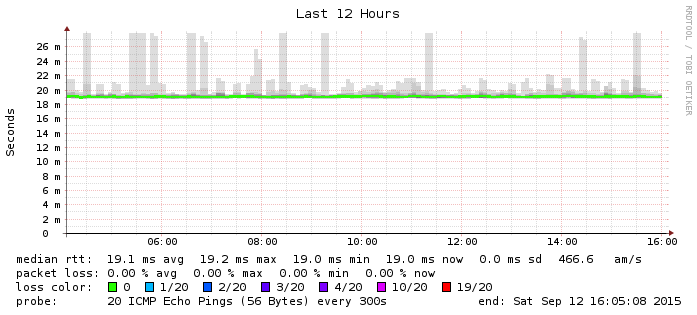 Last 12 Hours
RRDTOOL / TOBI OETIKER
Seconds
26 m
24 m
22 m
20 m
18 m
16 m
14 m
12 m
10 m
8 m
6 m
4 m
2 m
0
06:00 08:00 10:00 12:00 14:00 16:00
median rtt: 19.1 ms avg 19.2 ms max 19.0 ms min 19.0 ms now 0.0 ms sd 466.6 am/s
packet loss: 0.00 % avg 0.00 % max 0.00 % min 0.00 % now
loss color: 0 1/20 2/20 3/20 4/20 10/20 19/20
probe: 20 ICMP Echo Pings (56 Bytes) every 300s end: Sat Sep 12 16:05:08 2015